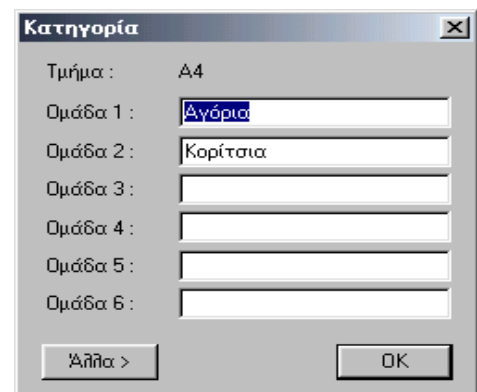 Κατηγορία
Τμήμα : Α4
Ομάδα 1 : Αγόρια
Ομάδα 2 : Κορίτσια
Ομάδα 3 :
Ομάδα 4 :
Ομάδα 5 :
Ομάδα 6 :
Άλλα > OK